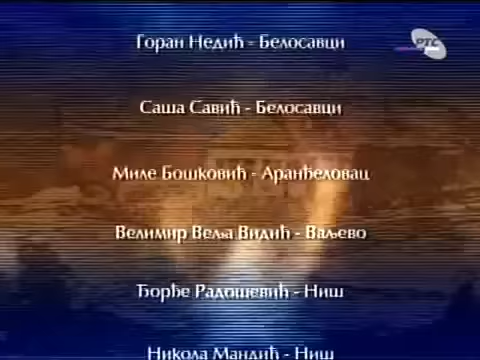 Горан Недић - Белосавци
РТС
Саша Савић - Белосавци
Миле Бошковић - Аранђеловац
Велимир Веља Видић - Ваљево
Ђорђе Радошевић - Ниш
Никола Мандић - Ниш